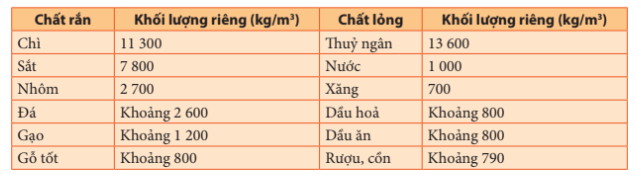 Chất rắn Khối lượng riêng (kg/m³) Chất lỏng Khối lượng riêng (kg/m³)
Chì 11 300 Thuỷ ngân 13 600
Sắt 7 800 Nước 1 000
Nhôm 2 700 Xăng 700
Đá Khoảng 2 600 Dầu hoả Khoảng 800
Gạo Khoảng 1 200 Dầu ăn Khoảng 800
Gỗ tốt Khoảng 800 Rượu, cồn Khoảng 790